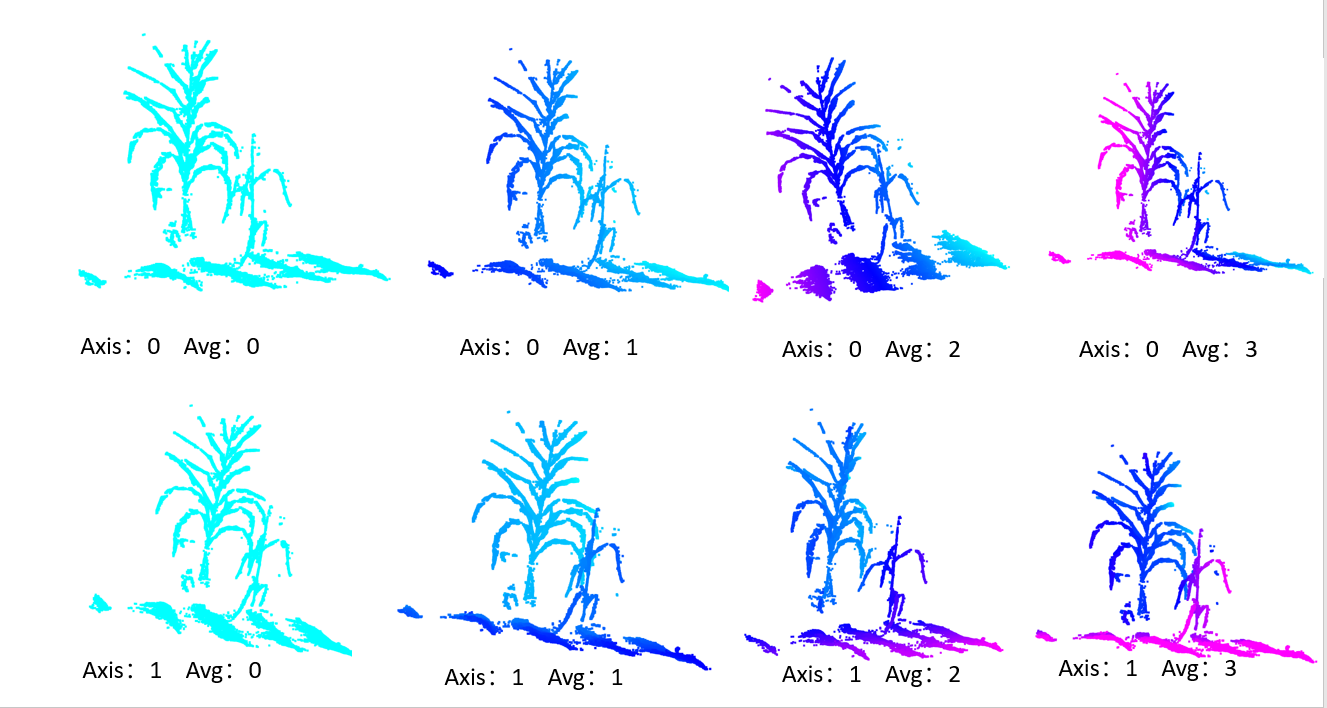 Axis：0 Avg：0
Axis：0 Avg：1
Axis：0 Avg：2
Axis：0 Avg：3
Axis：1 Avg：0
Axis：1 Avg：1
Axis：1 Avg：2
Axis：1 Avg：3